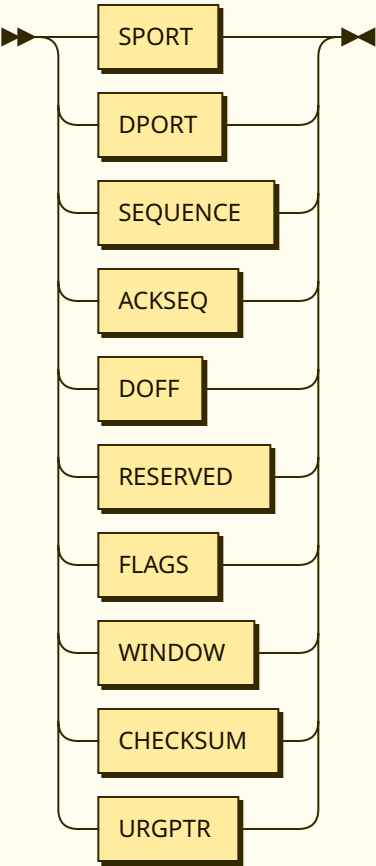 SPORT
DPORT
SEQUENCE
ACKSEQ
DOFF
RESERVED
FLAGS
WINDOW
CHECKSUM
URGPTR